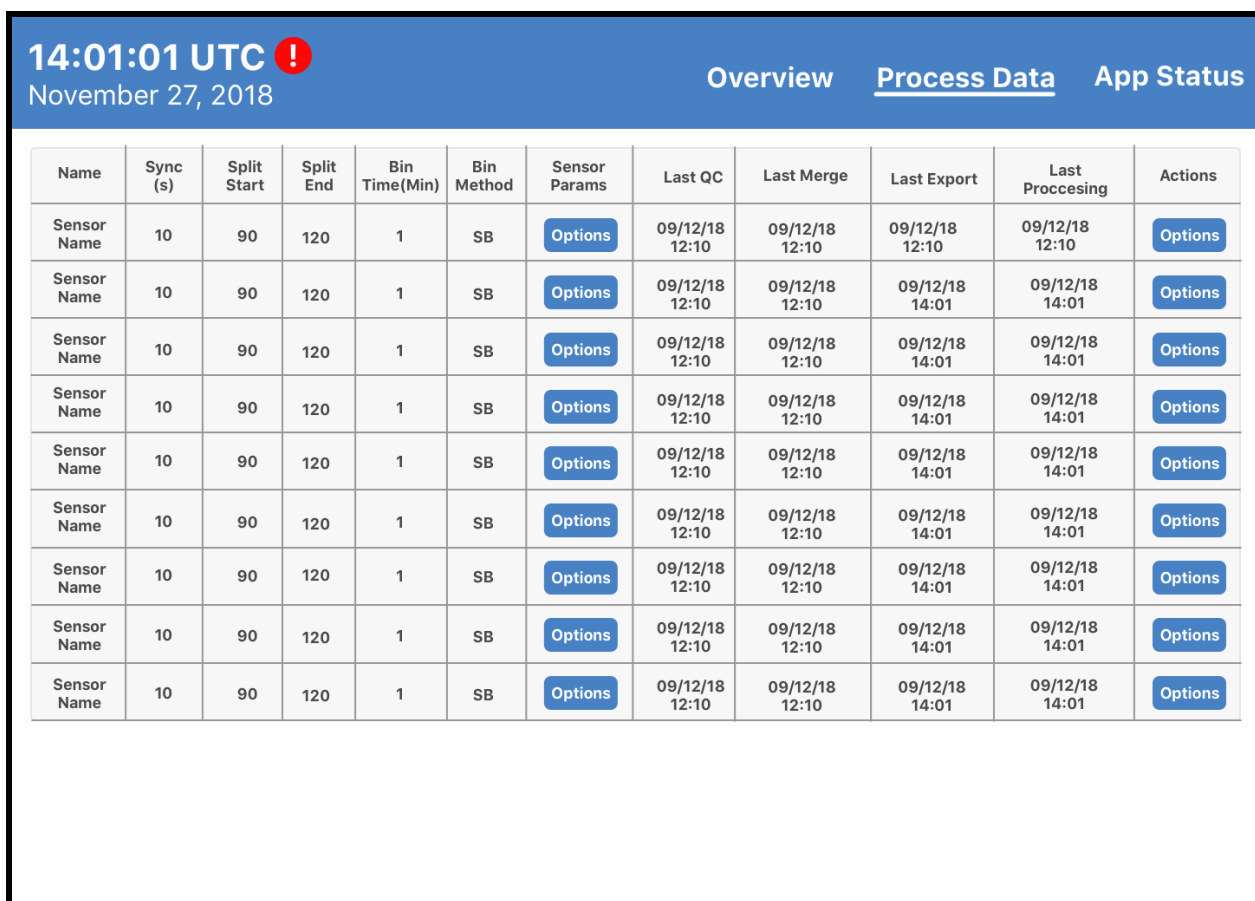 14:01:01 UTC !
November 27, 2018
Overview Process Data App Status
Name Sync (s) Split Start Split End Bin Time(Min) Bin Method Sensor Params Last QC Last Merge Last Export Last Proccesing Actions
Sensor Name 10 90 120 1 SB Options 09/12/18 12:10 09/12/18 12:10 09/12/18 12:10 09/12/18 12:10 Options
Sensor Name 10 90 120 1 SB Options 09/12/18 12:10 09/12/18 12:10 09/12/18 14:01 09/12/18 14:01 Options
Sensor Name 10 90 120 1 SB Options 09/12/18 12:10 09/12/18 12:10 09/12/18 14:01 09/12/18 14:01 Options
Sensor Name 10 90 120 1 SB Options 09/12/18 12:10 09/12/18 12:10 09/12/18 14:01 09/12/18 14:01 Options
Sensor Name 10 90 120 1 SB Options 09/12/18 12:10 09/12/18 12:10 09/12/18 14:01 09/12/18 14:01 Options
Sensor Name 10 90 120 1 SB Options 09/12/18 12:10 09/12/18 12:10 09/12/18 14:01 09/12/18 14:01 Options
Sensor Name 10 90 120 1 SB Options 09/12/18 12:10 09/12/18 12:10 09/12/18 14:01 09/12/18 14:01 Options
Sensor Name 10 90 120 1 SB Options 09/12/18 12:10 09/12/18 12:10 09/12/18 14:01 09/12/18 14:01 Options
Sensor Name 10 90 120 1 SB Options 09/12/18 12:10 09/12/18 12:10 09/12/18 14:01 09/12/18 14:01 Options